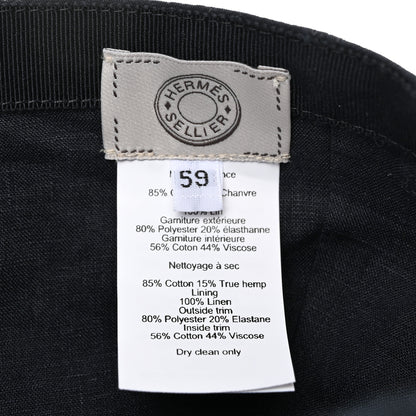 HERMÈS
SELLIER
59
85% Chanvre
100% Lin
Garniture extérieure
80% Polyester 20% élasthanne
Garniture intérieure
56% Coton 44% Viscose
Nettoyage à sec
85% Cotton 15% True hemp
Lining
100% Linen
Outside trim
80% Polyester 20% Elastane
Inside trim
56% Cotton 44% Viscose
Dry clean only